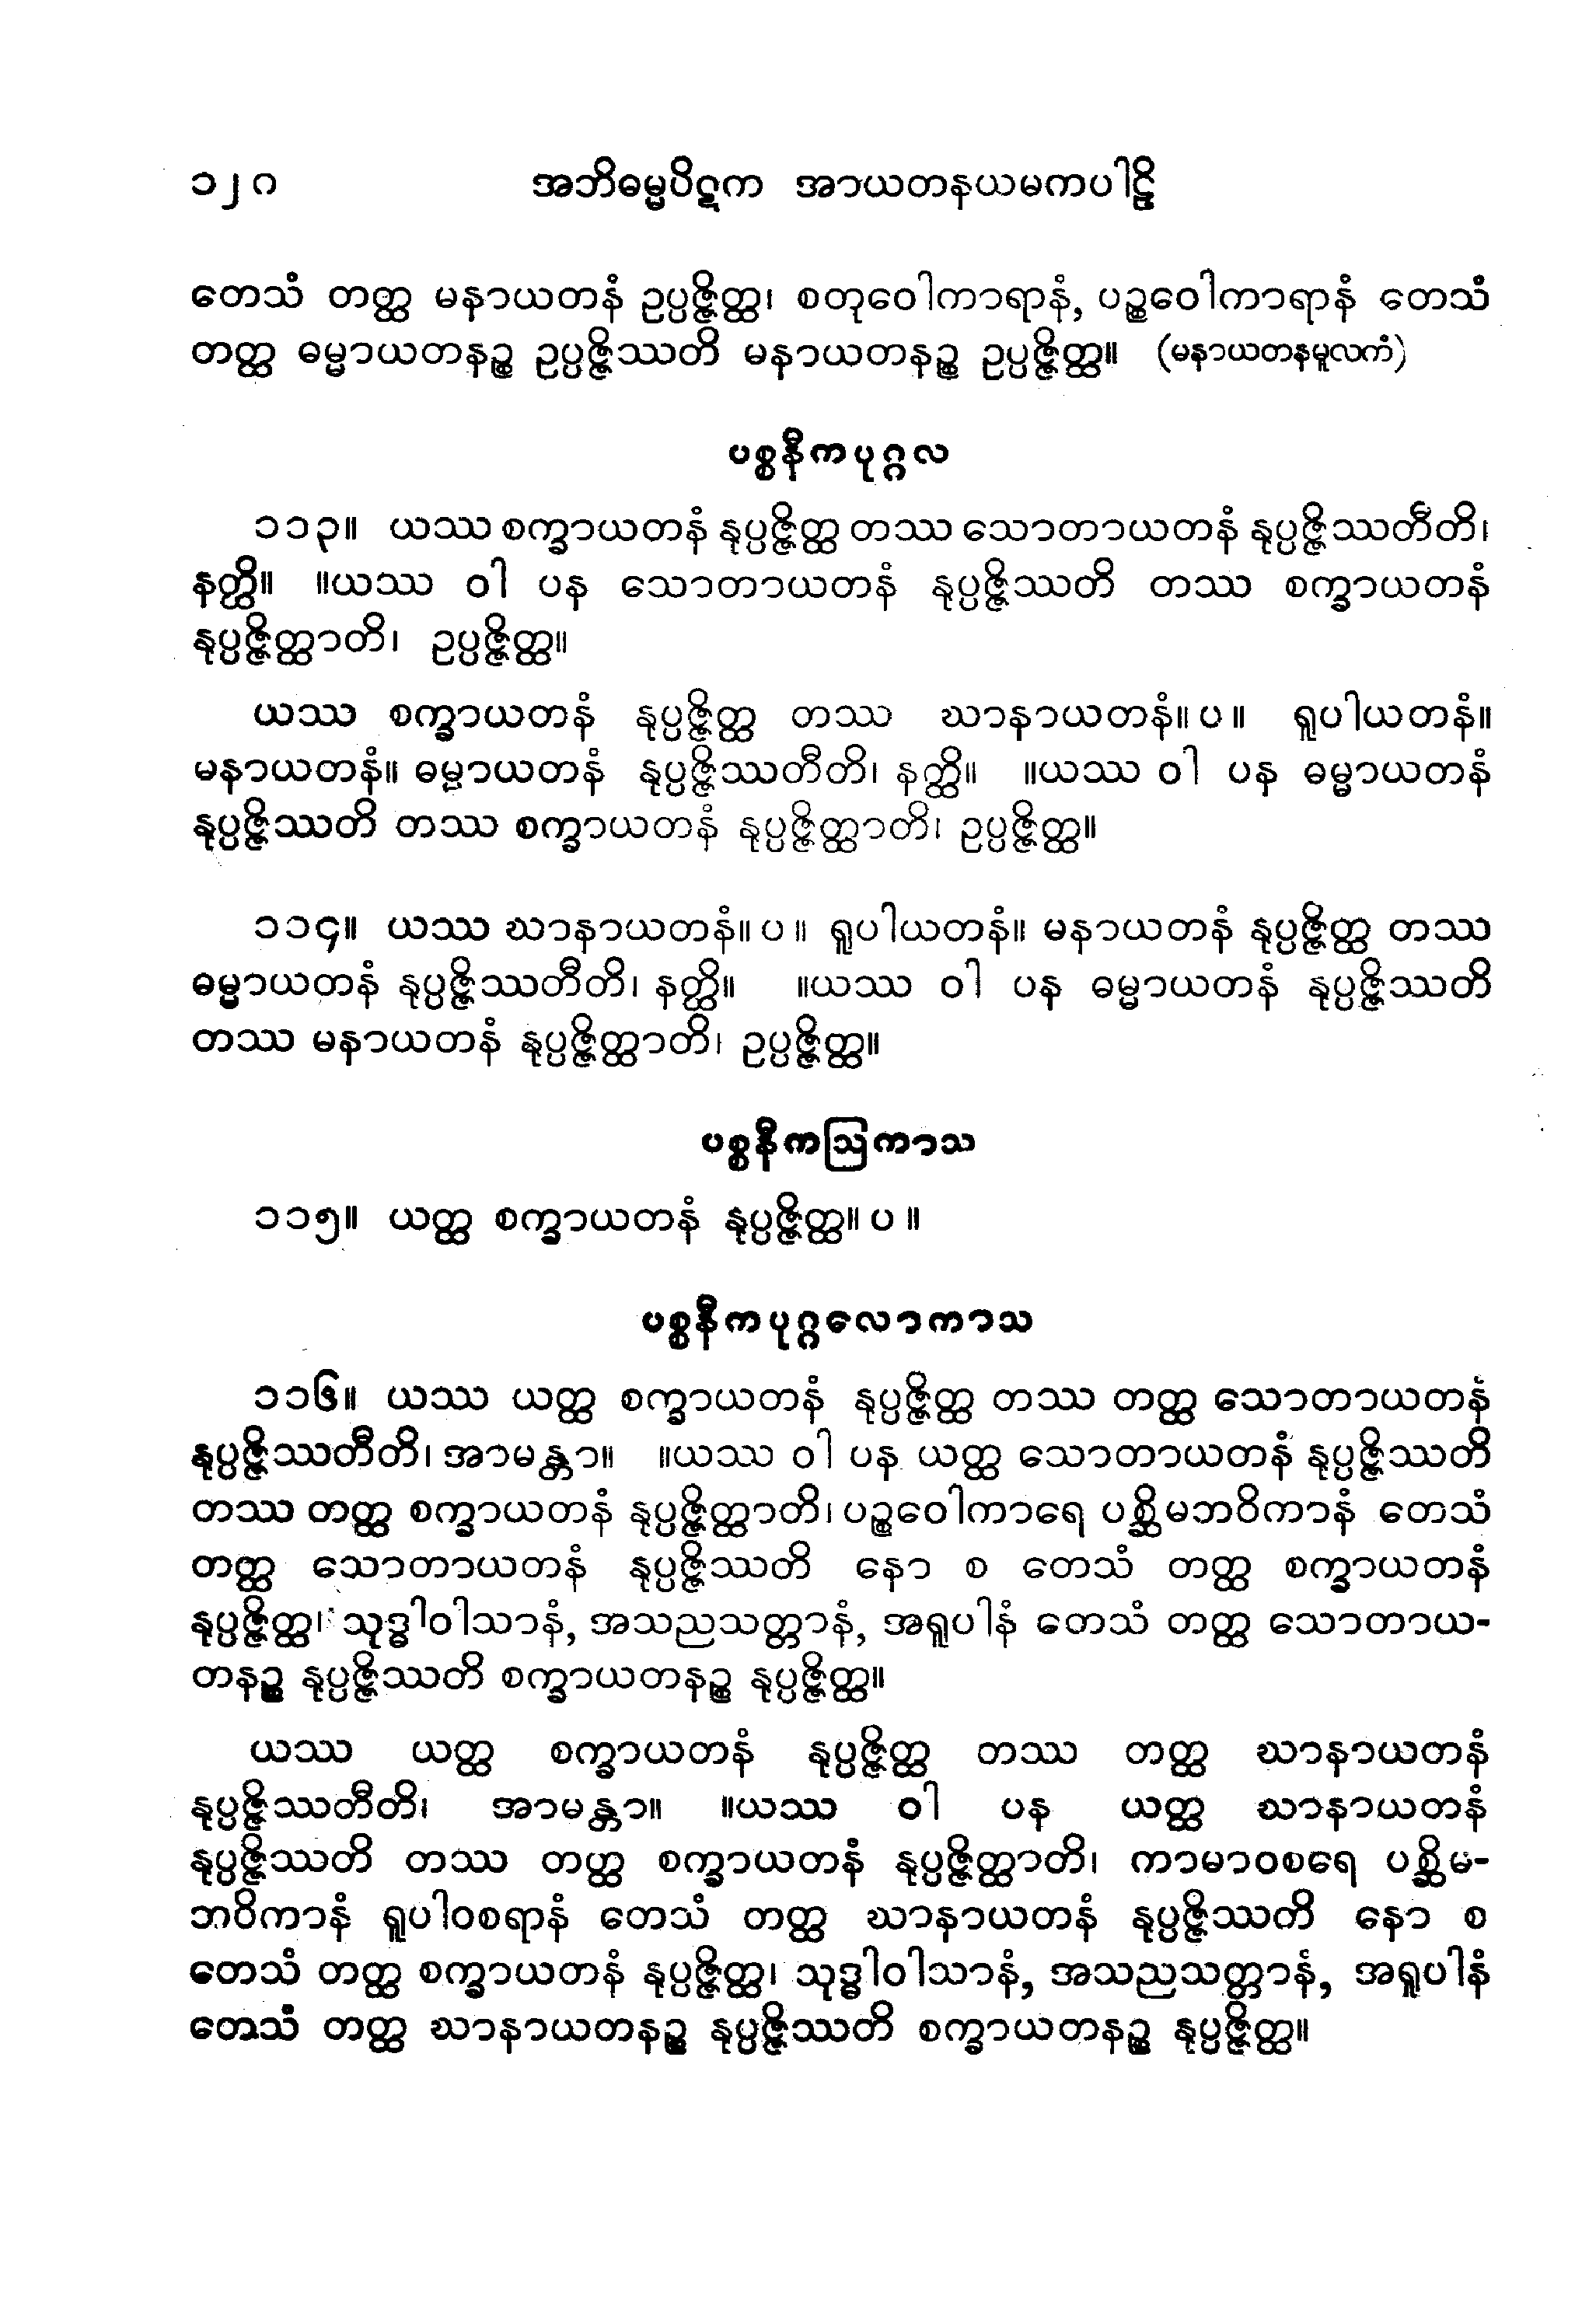 ၁၂၀ အဘိဓမ္မပိဋက အာယတနယမကပါဠိ
တေသံ တတ္ထ မနာယတနံ ဥပ္ပဇ္ဇိတ္ထ၊ စတုဝေါကာရာနံ, ပဉ္စဝေါကာရာနံ တေသံ
တတ္ထ ဓမ္မာယတနဉ္စ ဥပ္ပဇ္ဇိဿတိ မနာယတနဉ္စ ဥပ္ပဇ္ဇိတ္ထ။ (မနာယတနမူလကံ)
ပစ္စနီကပုဂ္ဂလ
၁၁၃။ ယဿ စက္ခာယတနံ နုပ္ပဇ္ဇိတ္ထ တဿ သောတာယတနံ နုပ္ပဇ္ဇိဿတီတိ၊
နတ္ထိ။ ။ယဿ ဝါ ပန သောတာယတနံ နုပ္ပဇ္ဇိဿတိ တဿ စက္ခာယတနံ
နုပ္ပဇ္ဇိတ္ထာတိ၊ ဥပ္ပဇ္ဇိတ္ထ။
ယဿ စက္ခာယတနံ နုပ္ပဇ္ဇိတ္ထ တဿ ဃာနာယတနံ။ ပ ။ ရူပါယတနံ။
မနာယတနံ။ ဓမ္မာယတနံ နုပ္ပဇ္ဇိဿတီတိ၊ နတ္ထိ။ ။ယဿ ဝါ ပန ဓမ္မာယတနံ
နုပ္ပဇ္ဇိဿတိ တဿ စက္ခာယတနံ နုပ္ပဇ္ဇိတ္ထာတိ၊ ဥပ္ပဇ္ဇိတ္ထ။
၁၁၄။ ယဿ ဃာနာယတနံ။ ပ ။ ရူပါယတနံ။ မနာယတနံ နုပ္ပဇ္ဇိတ္ထ တဿ
ဓမ္မာယတနံ နုပ္ပဇ္ဇိဿတီတိ၊ နတ္ထိ။ ။ယဿ ဝါ ပန ဓမ္မာယတနံ နုပ္ပဇ္ဇိဿတိ
တဿ မနာယတနံ နုပ္ပဇ္ဇိတ္ထာတိ၊ ဥပ္ပဇ္ဇိတ္ထ။
ပစ္စနီကဩကာသ
၁၁၅။ ယတ္ထ စက္ခာယတနံ နုပ္ပဇ္ဇိတ္ထ။ ပ ။
ပစ္စနီကပုဂ္ဂလောကာသ
၁၁၆။ ယဿ ယတ္ထ စက္ခာယတနံ နုပ္ပဇ္ဇိတ္ထ တဿ တတ္ထ သောတာယတနံ
နုပ္ပဇ္ဇိဿတီတိ၊ အာမန္တာ။ ။ယဿ ဝါ ပန ယတ္ထ သောတာယတနံ နုပ္ပဇ္ဇိဿတိ
တဿ တတ္ထ စက္ခာယတနံ နုပ္ပဇ္ဇိတ္ထာတိ၊ ပဉ္စဝေါကာရေ ပစ္ဆိမဘဝိကာနံ တေသံ
တတ္ထ သောတာယတနံ နုပ္ပဇ္ဇိဿတိ နော စ တေသံ တတ္ထ စက္ခာယတနံ
နုပ္ပဇ္ဇိတ္ထ၊ သုဒ္ဓါဝါသာနံ, အသညသတ္တာနံ, အရူပါနံ တေသံ တတ္ထ သောတာယ-
တနဉ္စ နုပ္ပဇ္ဇိဿတိ စက္ခာယတနဉ္စ နုပ္ပဇ္ဇိတ္ထ။
ယဿ ယတ္ထ စက္ခာယတနံ နုပ္ပဇ္ဇိတ္ထ တဿ တတ္ထ ဃာနာယတနံ
နုပ္ပဇ္ဇိဿတီတိ၊ အာမန္တာ။ ။ယဿ ဝါ ပန ယတ္ထ ဃာနာယတနံ
နုပ္ပဇ္ဇိဿတိ တဿ တတ္ထ စက္ခာယတနံ နုပ္ပဇ္ဇိတ္ထာတိ၊ ကာမာဝစရေ ပစ္ဆိမ-
ဘဝိကာနံ ရူပါဝစရာနံ တေသံ တတ္ထ ဃာနာယတနံ နုပ္ပဇ္ဇိဿတိ နော စ
တေသံ တတ္ထ စက္ခာယတနံ နုပ္ပဇ္ဇိတ္ထ၊ သုဒ္ဓါဝါသာနံ, အသညသတ္တာနံ, အရူပါနံ
တေသံ တတ္ထ ဃာနာယတနဉ္စ နုပ္ပဇ္ဇိဿတိ စက္ခာယတနဉ္စ နုပ္ပဇ္ဇိတ္ထ။